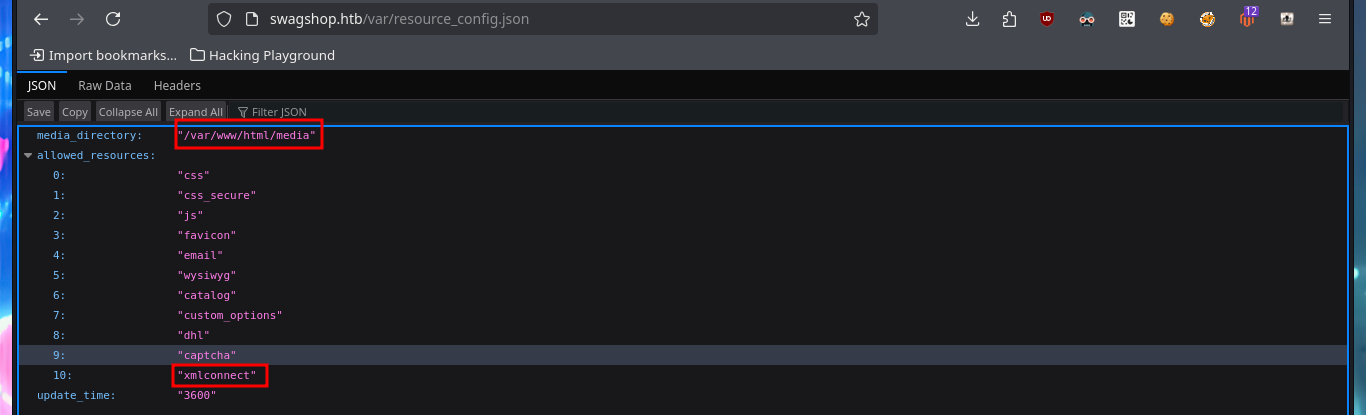 swagshop.htb/var/resource_config.json
12
Import bookmarks... Hacking Playground
JSON Raw Data Headers
Save Copy Collapse All Expand All Filter JSON
media_directory: "/var/www/html/media"
allowed_resources:
0: "css"
1: "css_secure"
2: "js"
3: "favicon"
4: "email"
5: "wysiwyg"
6: "catalog"
7: "custom_options"
8: "dhl"
9: "captcha"
10: "xmlconnect"
update_time: "3600"